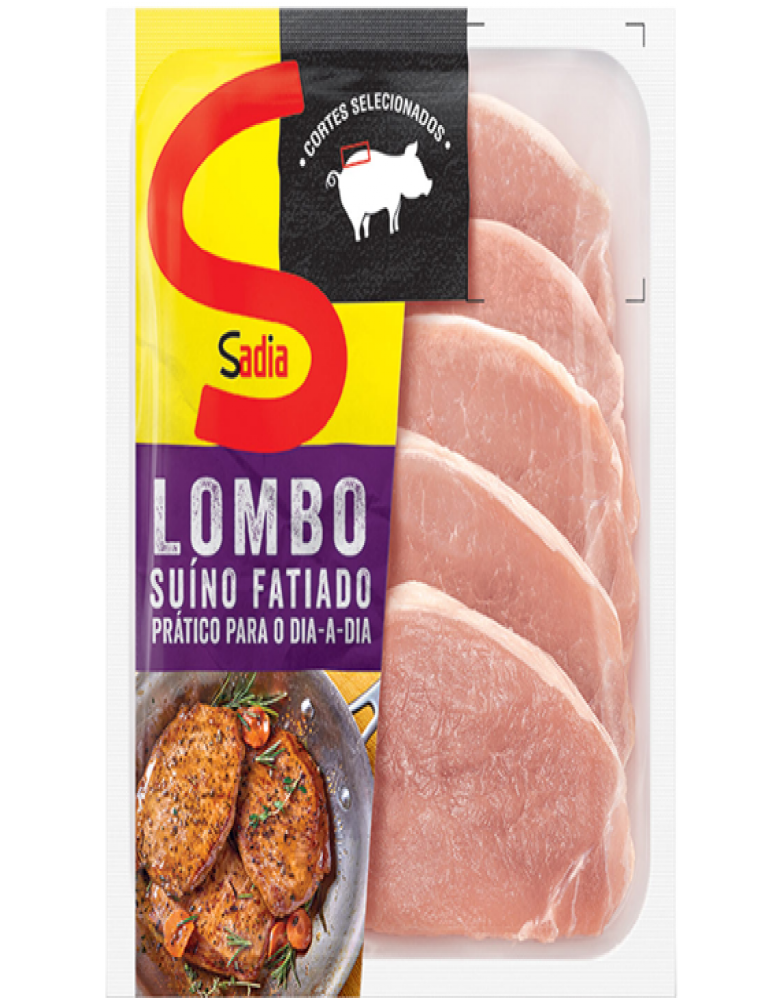 • CORTES SELECIONADOS •
Sadia
LOMBO
SUÍNO FATIADO
PRÁTICO PARA O DIA-A-DIA